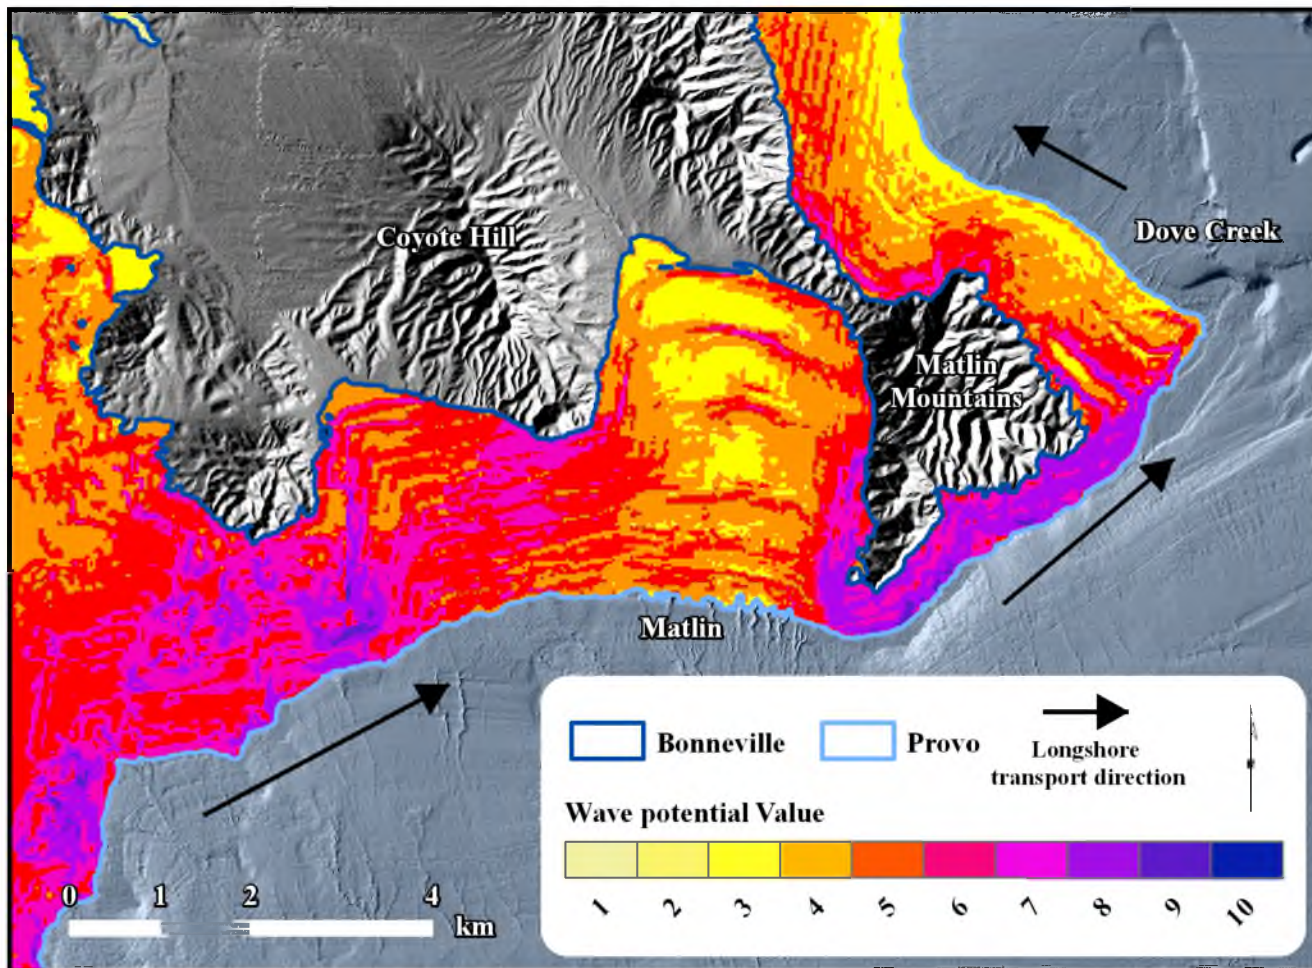 Coyote Hill
Dove Creek
Matlin
Mountains
Matlin
Bonneville
Provo
Longshore
transport direction
Wave potential Value
1 2 3 4 5 6 7 8 9 10
0 1 2 4
km